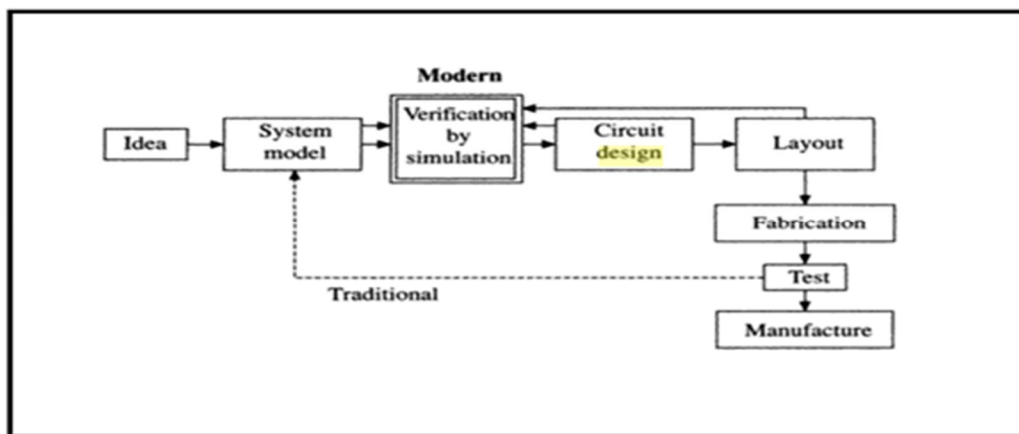 Modern
Idea
System
model
Verification
by
simulation
Circuit
design
Layout
Fabrication
Test
Traditional
Manufacture